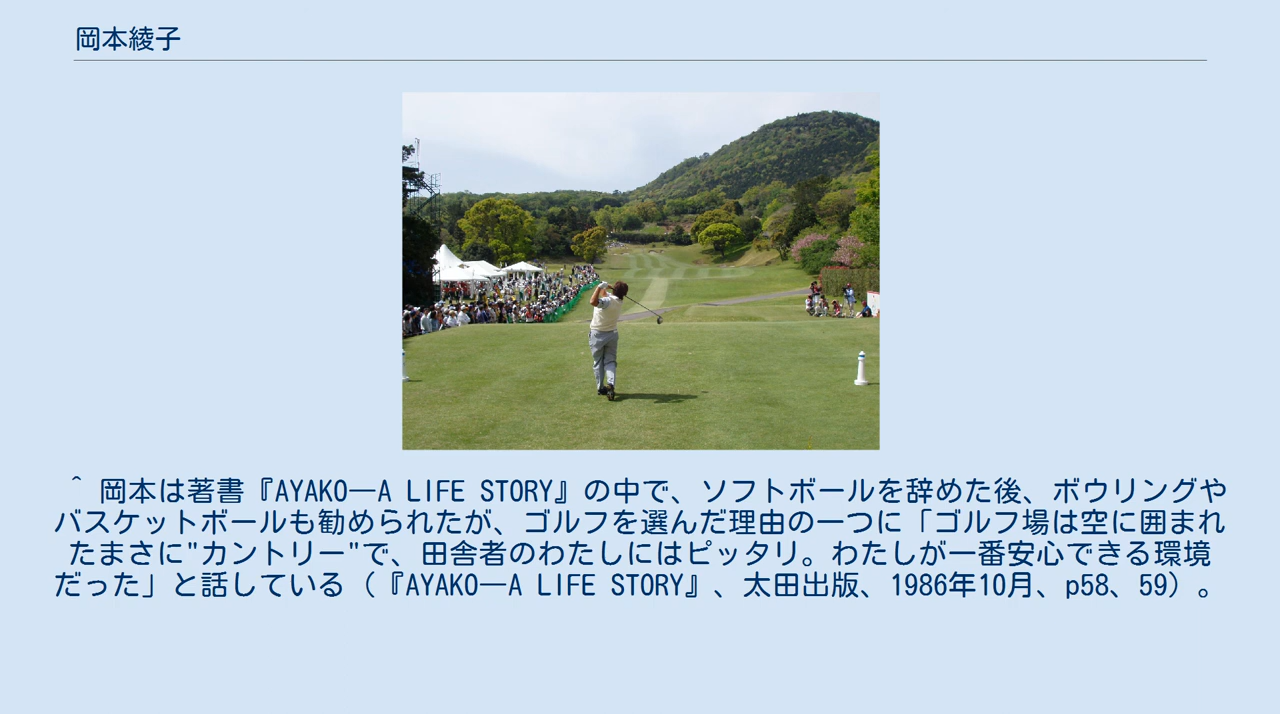 岡本綾子
^ 岡本は著書『AYAKO―A LIFE STORY』の中で、ソフトボールを辞めた後、ボウリングや
バスケットボールも勧められたが、ゴルフを選んだ理由の一つに「ゴルフ場は空に囲まれ
たまさに"カントリー"で、田舎者のわたしにはピッタリ。わたしが一番安心できる環境
だった」と話している（『AYAKO―A LIFE STORY』、太田出版、1986年10月、p58、59）。